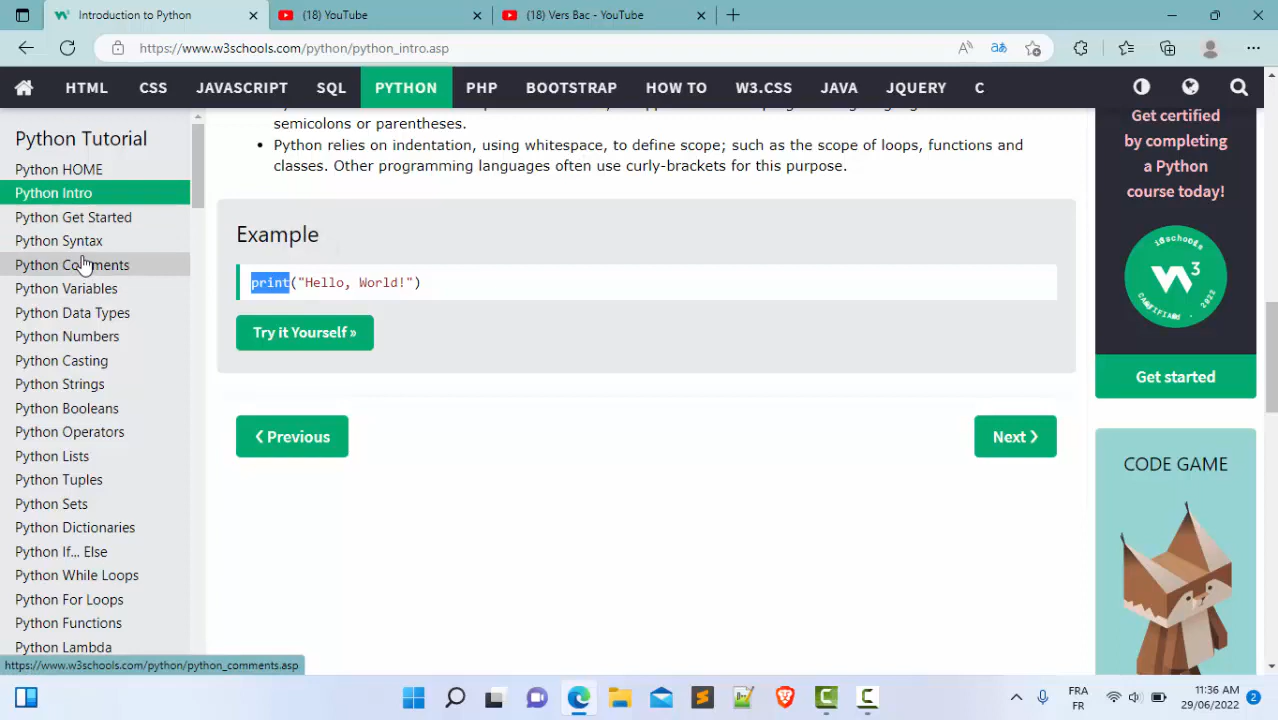 Introduction to Python
(18) YouTube
(18) Vers Bac - YouTube
https://www.w3schools.com/python/python_intro.asp
HTML CSS JAVASCRIPT SQL PYTHON PHP BOOTSTRAP HOW TO W3.CSS JAVA JQUERY C
Python Tutorial
Python HOME
Python Intro
Python Get Started
Python Syntax
Python Comments
Python Variables
Python Data Types
Python Numbers
Python Casting
Python Strings
Python Booleans
Python Operators
Python Lists
Python Tuples
Python Sets
Python Dictionaries
Python If... Else
Python While Loops
Python For Loops
Python Functions
Python Lambda
https://www.w3schools.com/python/python_comments.asp
semicolons or parentheses.
• Python relies on indentation, using whitespace, to define scope; such as the scope of loops, functions and
classes. Other programming languages often use curly-brackets for this purpose.
Example
print("Hello, World!")
Try it Yourself »
❮ Previous
Next ❯
Get certified
by completing
a Python
course today!
w3schools
W3
CERTIFIED . 2022
Get started
CODE GAME
FRA
FR
11:36 AM
29/06/2022
2